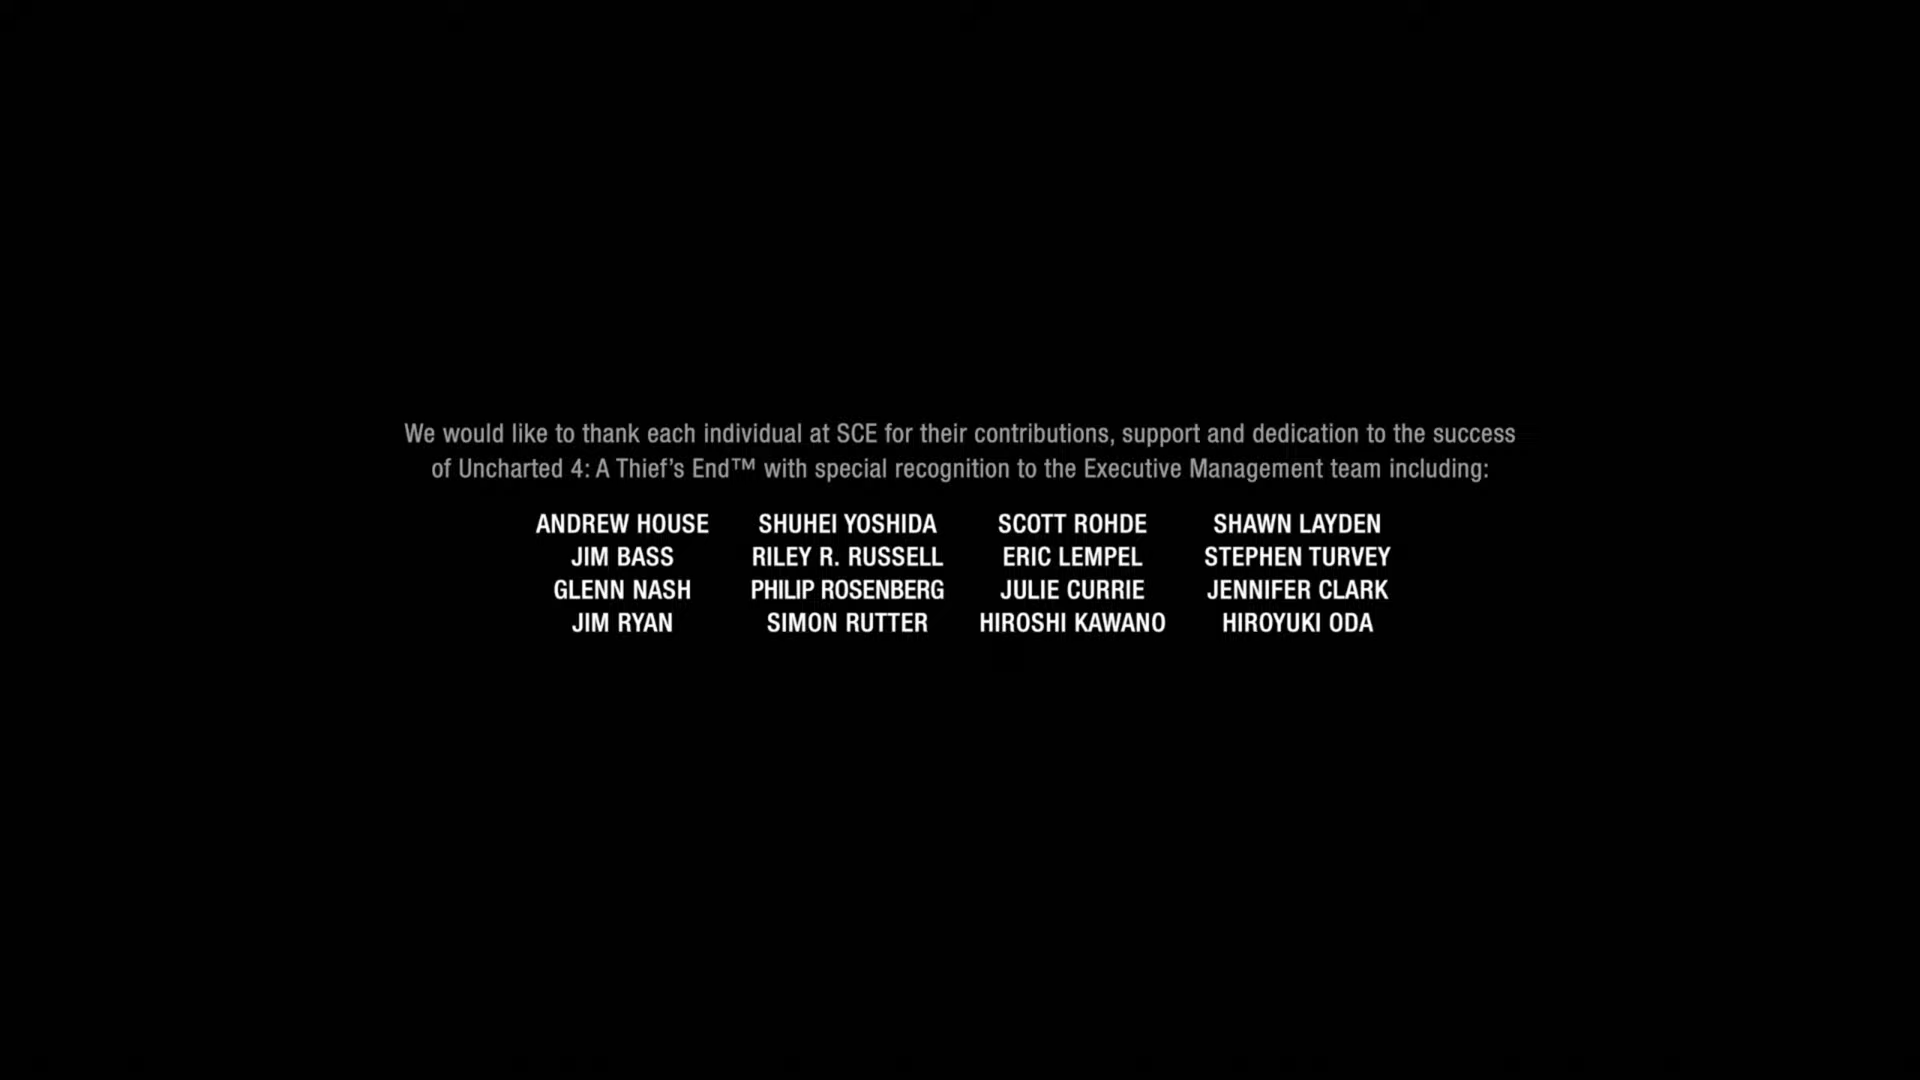 We would like to thank each individual at SCE for their contributions, support and dedication to the success
of Uncharted 4: A Thief's End™ with special recognition to the Executive Management team including:
ANDREW HOUSE SHUHEI YOSHIDA SCOTT ROHDE SHAWN LAYDEN
JIM BASS RILEY R. RUSSELL ERIC LEMPEL STEPHEN TURVEY
GLENN NASH PHILIP ROSENBERG JULIE CURRIE JENNIFER CLARK
JIM RYAN SIMON RUTTER HIROSHI KAWANO HIROYUKI ODA